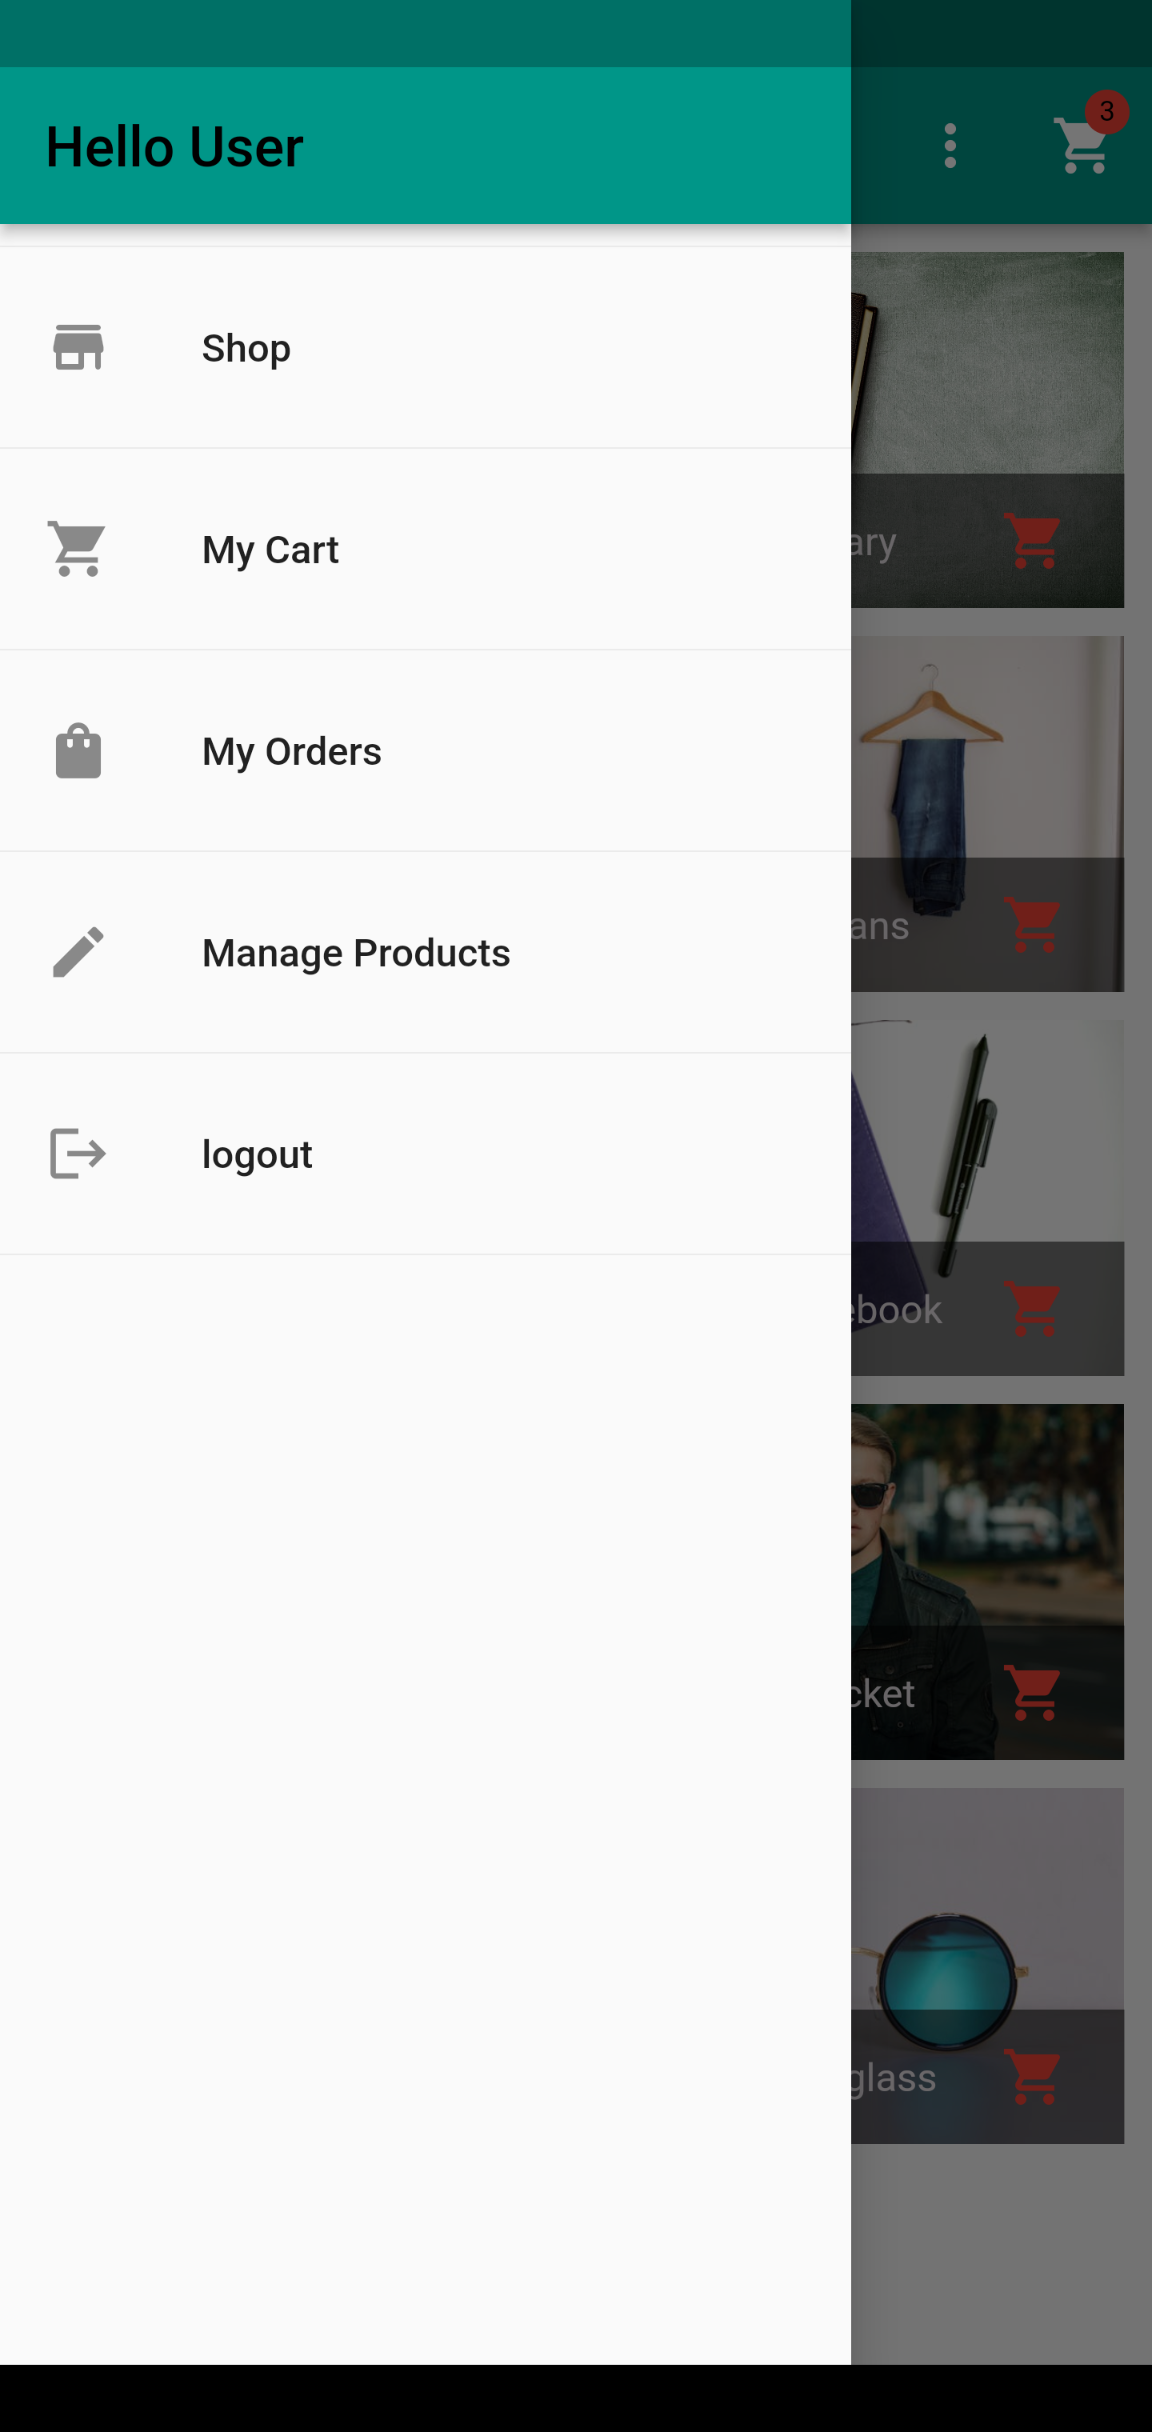 Hello User
3
Shop
My Cart
My Orders
Manage Products
logout
ary
ans
ebook
cket
glass